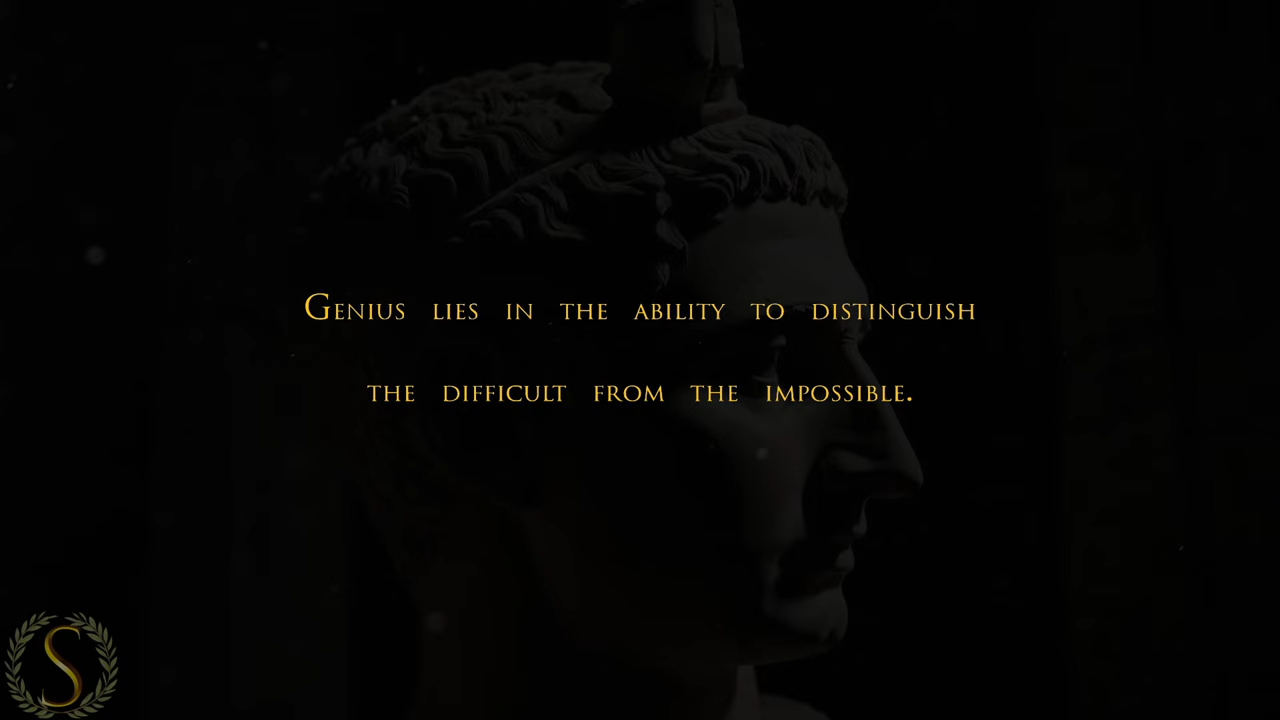 Genius lies in the ability to distinguish
the difficult from the impossible.
S